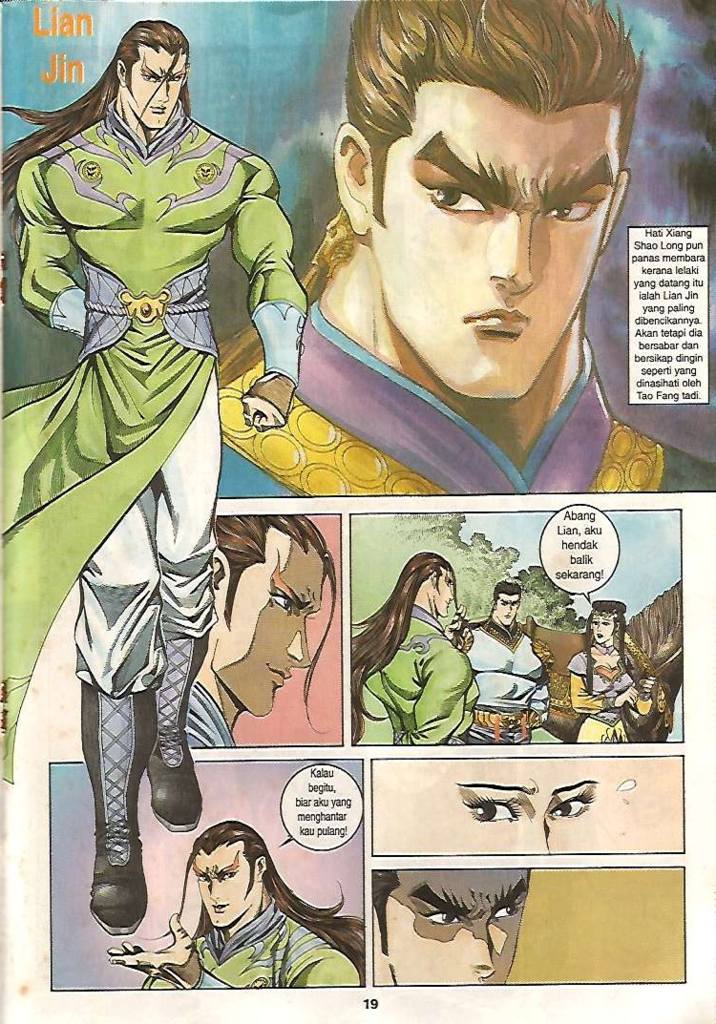 Lian
Jin
Hati Xiang
Shao Long pun
panas membara
kerana lelaki
yang datang itu
ialah Lian Jin
yang paling
dibencikannya.
Akan tetapi dia
bersabar dan
bersikap dingin
seperti yang
dinasihati oleh
Tao Fang tadi.
Abang
Lian, aku
hendak
balik
sekarang!
Kalau
begitu,
biar aku yang
menghantar
kau pulang!
19